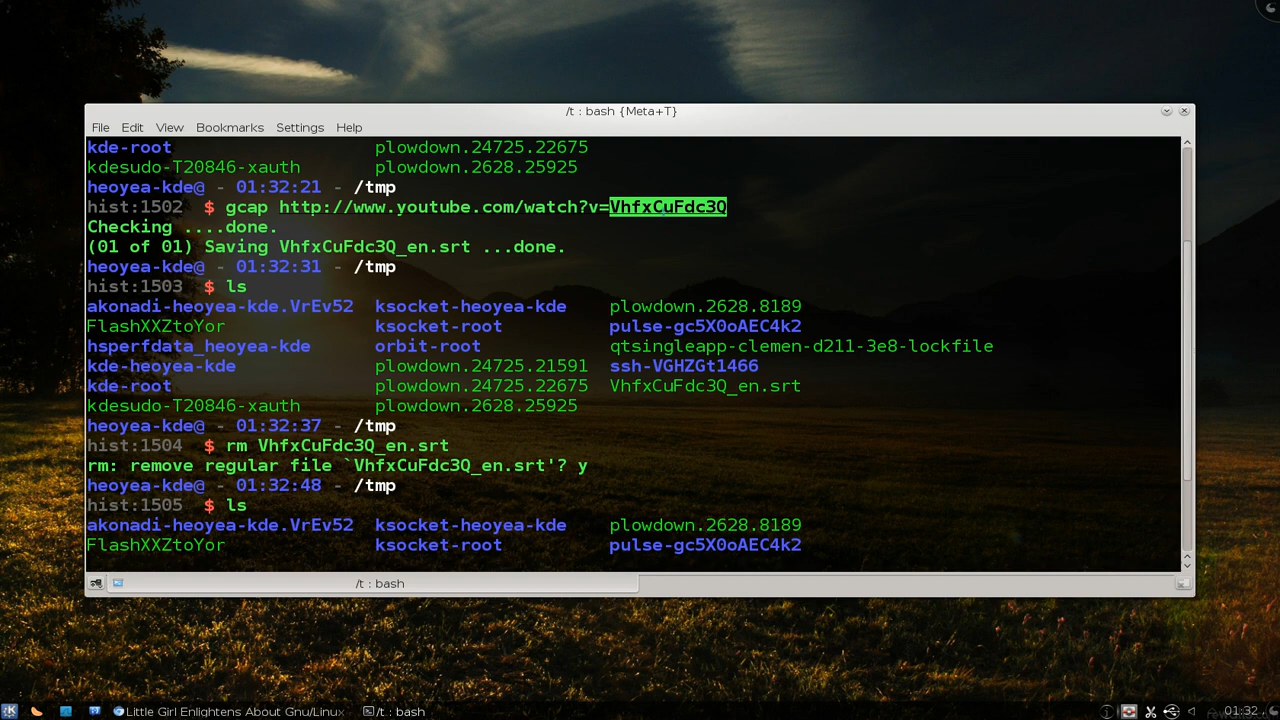 /t : bash {Meta+T}
File Edit View Bookmarks Settings Help
kde-root plowdown.24725.22675
kdesudo-T20846-xauth plowdown.2628.25925
heoyea-kde@ - 01:32:21 - /tmp
hist:1502 $ gcap http://www.youtube.com/watch?v=VhfxCuFdc3Q
Checking ....done.
(01 of 01) Saving VhfxCuFdc3Q_en.srt ...done.
heoyea-kde@ - 01:32:31 - /tmp
hist:1503 $ ls
akonadi-heoyea-kde.VrEv52 ksocket-heoyea-kde plowdown.2628.8189
FlashXXZtoYor ksocket-root pulse-gc5X0oAEC4k2
hsperfdata_heoyea-kde orbit-root qtsingleapp-clemen-d211-3e8-lockfile
kde-heoyea-kde plowdown.24725.21591 ssh-VGHZGt1466
kde-root plowdown.24725.22675 VhfxCuFdc3Q_en.srt
kdesudo-T20846-xauth plowdown.2628.25925
heoyea-kde@ - 01:32:37 - /tmp
hist:1504 $ rm VhfxCuFdc3Q_en.srt
rm: remove regular file `VhfxCuFdc3Q_en.srt'? y
heoyea-kde@ - 01:32:48 - /tmp
hist:1505 $ ls
akonadi-heoyea-kde.VrEv52 ksocket-heoyea-kde plowdown.2628.8189
FlashXXZtoYor ksocket-root pulse-gc5X0oAEC4k2
/t : bash
Little Girl Enlightens About Gnu/Linux /t : bash 01:32